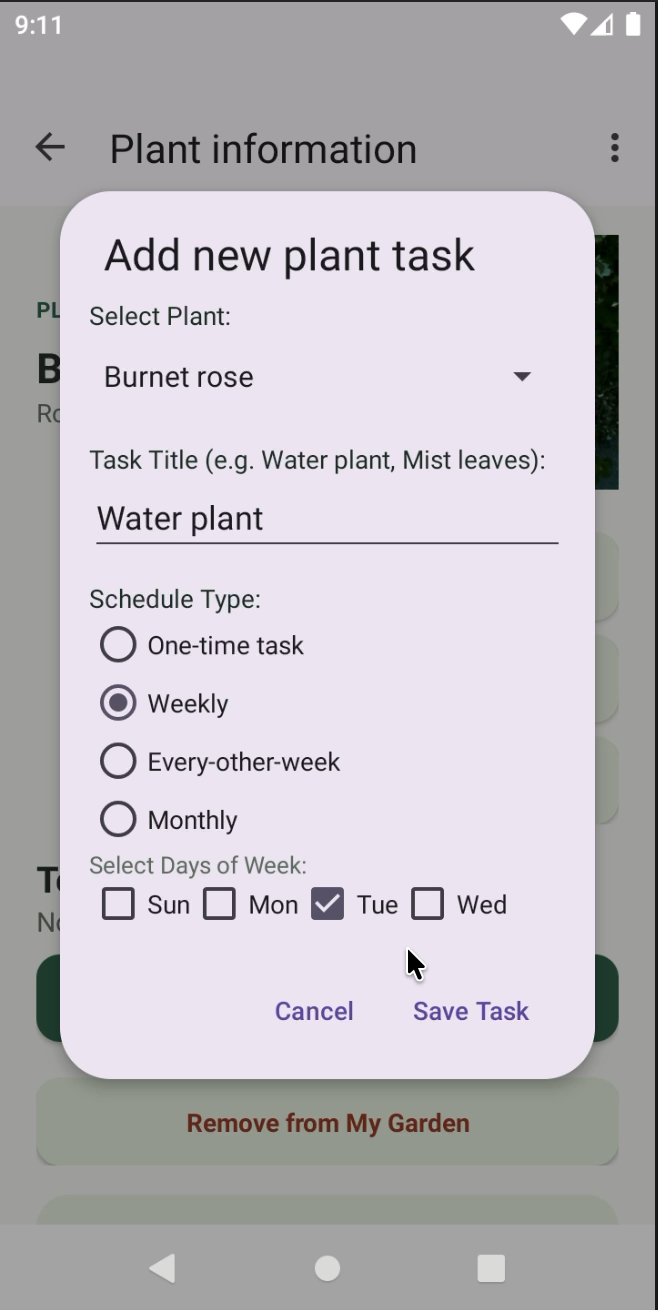 9:11
Plant information
Add new plant task
PL
Select Plant:
B
Burnet rose
Ro
Task Title (e.g. Water plant, Mist leaves):
Water plant
Schedule Type:
One-time task
Weekly
Every-other-week
Monthly
Select Days of Week:
Sun Mon Tue Wed
Cancel Save Task
Remove from My Garden